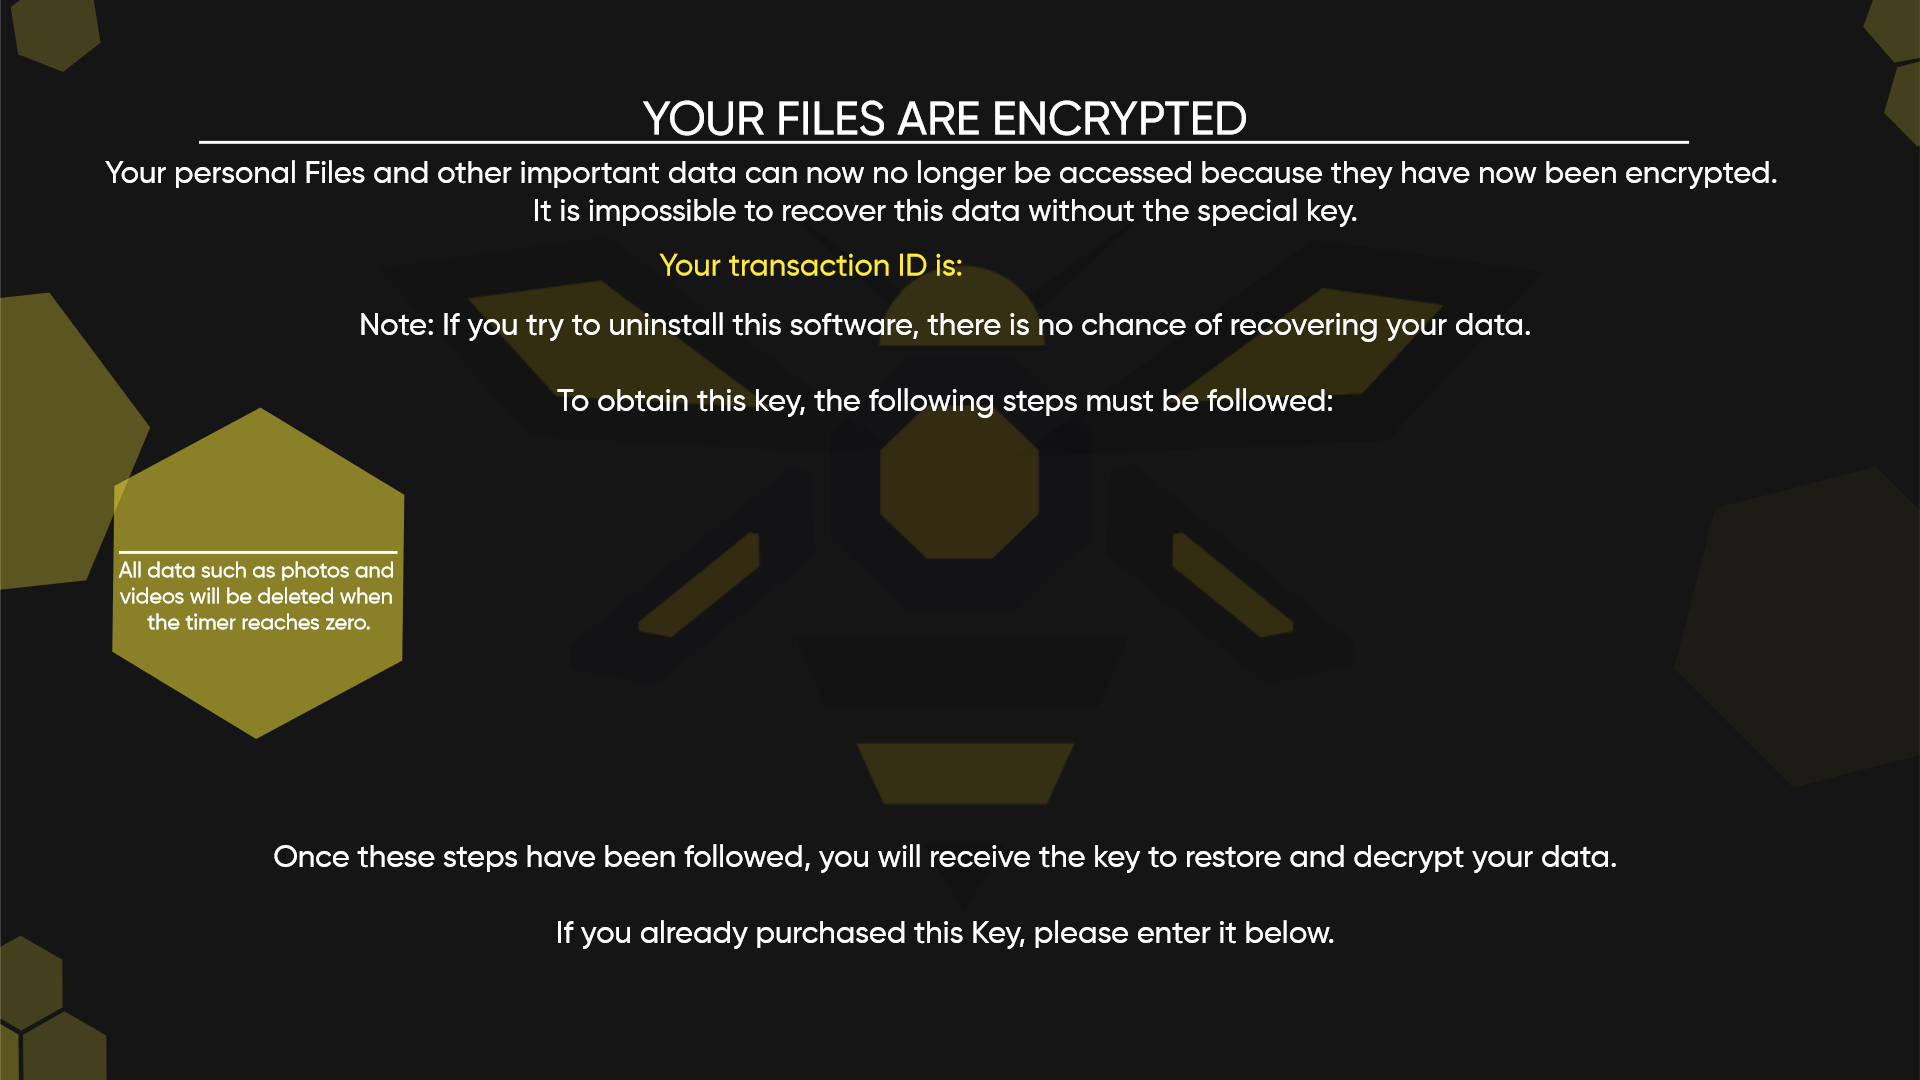 YOUR FILES ARE ENCRYPTED
Your personal Files and other important data can now no longer be accessed because they have now been encrypted.
It is impossible to recover this data without the special key.
Your transaction ID is:
Note: If you try to uninstall this software, there is no chance of recovering your data.
To obtain this key, the following steps must be followed:
All data such as photos and
videos will be deleted when
the timer reaches zero.
Once these steps have been followed, you will receive the key to restore and decrypt your data.
If you already purchased this Key, please enter it below.